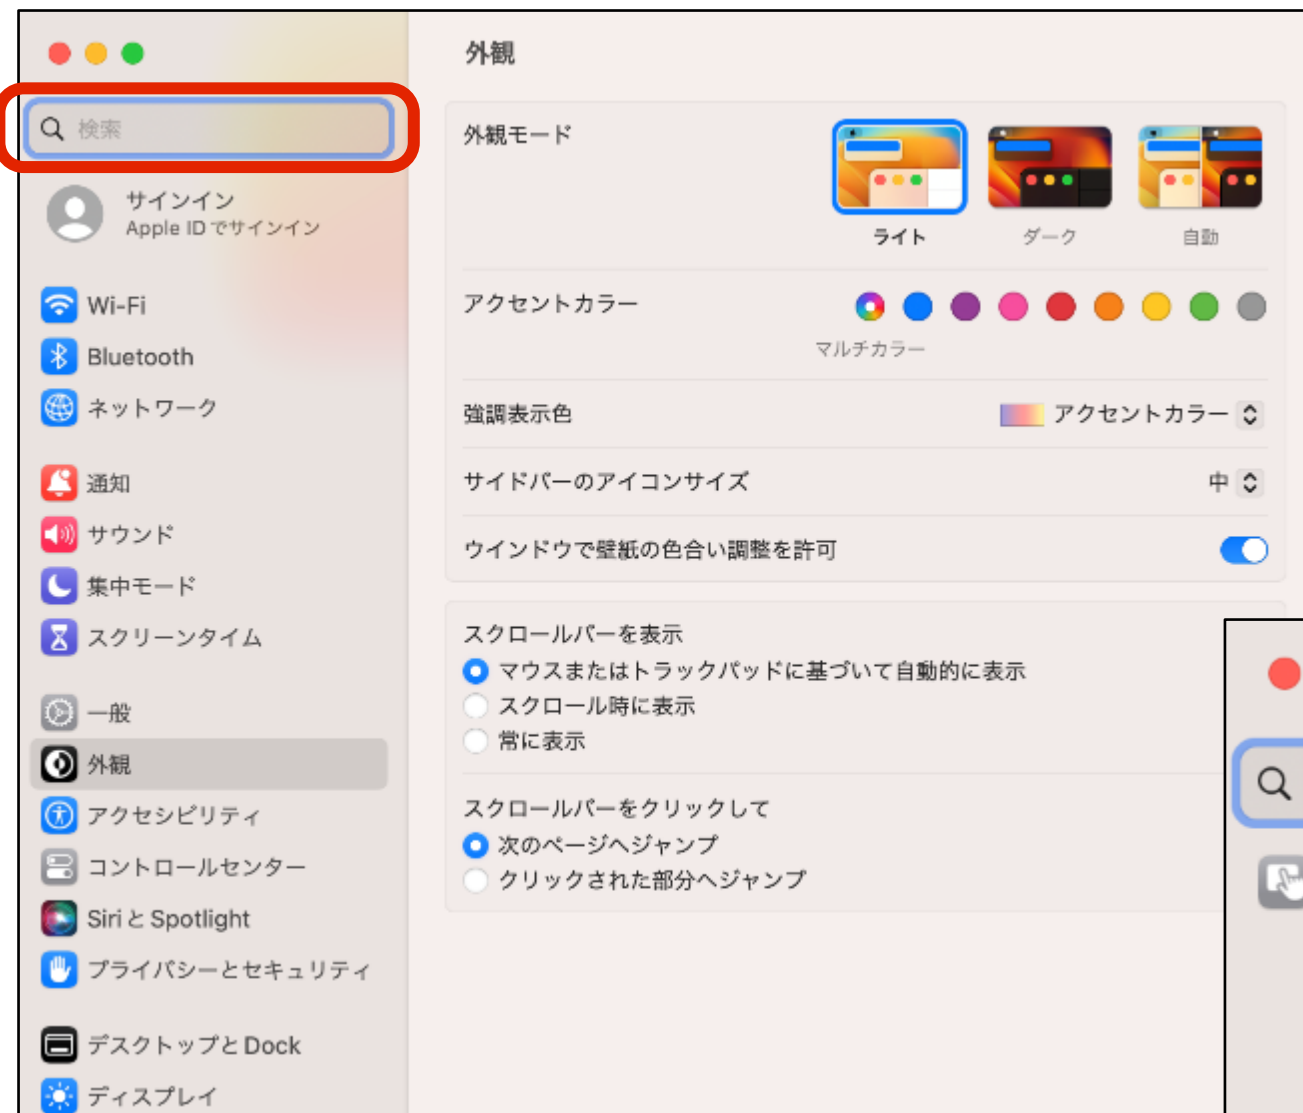 検索
サインイン
Apple ID でサインイン
Wi-Fi
Bluetooth
ネットワーク
通知
サウンド
集中モード
スクリーンタイム
一般
外観
アクセシビリティ
コントロールセンター
Siri と Spotlight
プライバシーとセキュリティ
デスクトップと Dock
ディスプレイ
外観
外観モード
ライト
ダーク
自動
アクセントカラー
マルチカラー
強調表示色
アクセントカラー
サイドバーのアイコンサイズ
中
ウインドウで壁紙の色合い調整を許可
スクロールバーを表示
マウスまたはトラックパッドに基づいて自動的に表示
スクロール時に表示
常に表示
スクロールバーをクリックして
次のページへジャンプ
クリックされた部分へジャンプ